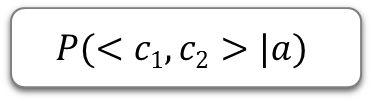 P(< c₁, c₂ > |a)